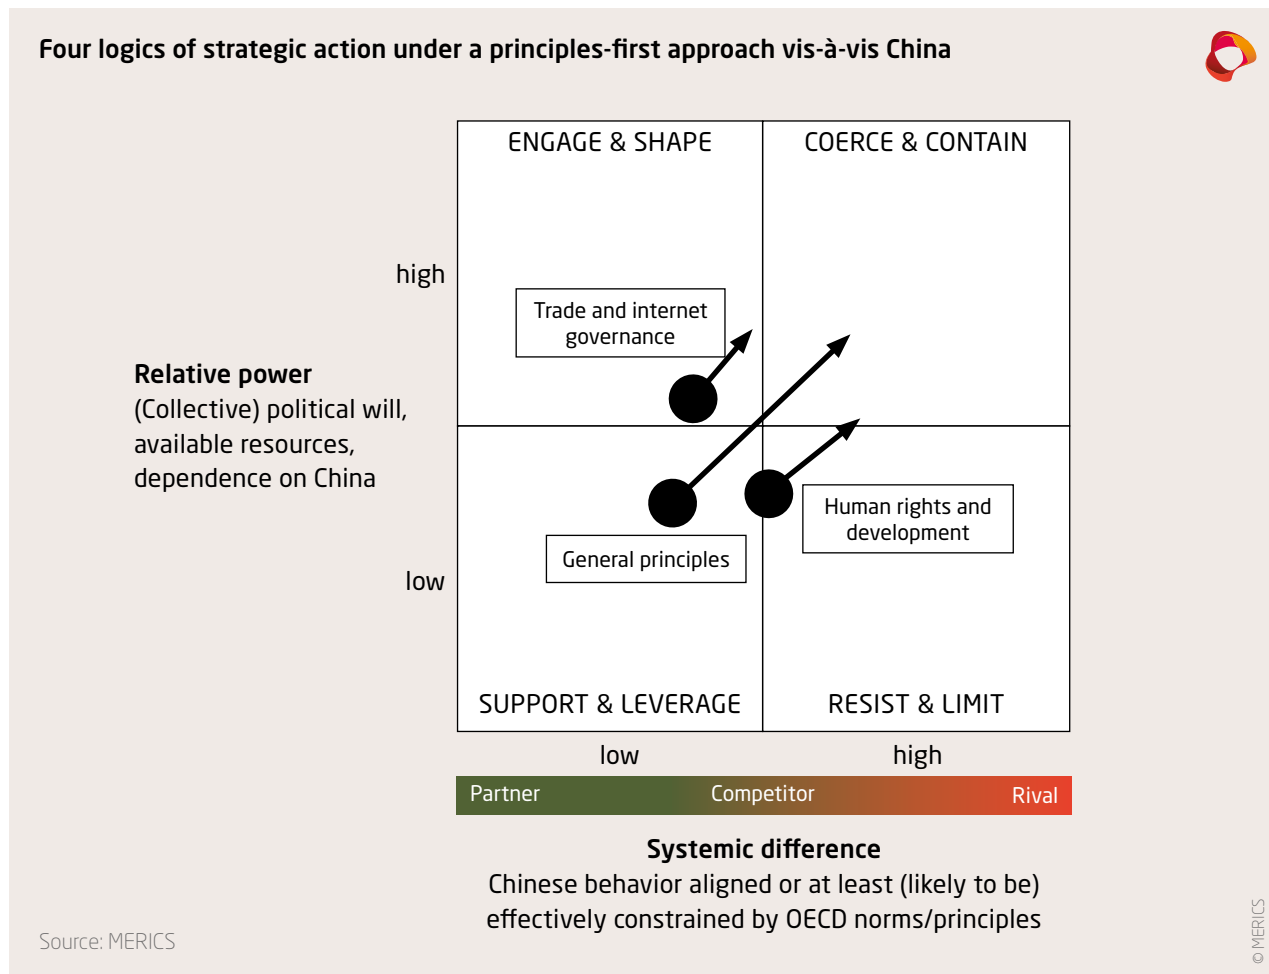 Four logics of strategic action under a principles-first approach vis-à-vis China
ENGAGE & SHAPE
COERCE & CONTAIN
high
Trade and internet
governance
Relative power
(Collective) political will,
available resources,
dependence on China
Human rights and
development
General principles
low
SUPPORT & LEVERAGE
RESIST & LIMIT
low
high
Partner
Competitor
Rival
Systemic difference
Chinese behavior aligned or at least (likely to be)
effectively constrained by OECD norms/principles
Source: MERICS
© MERICS